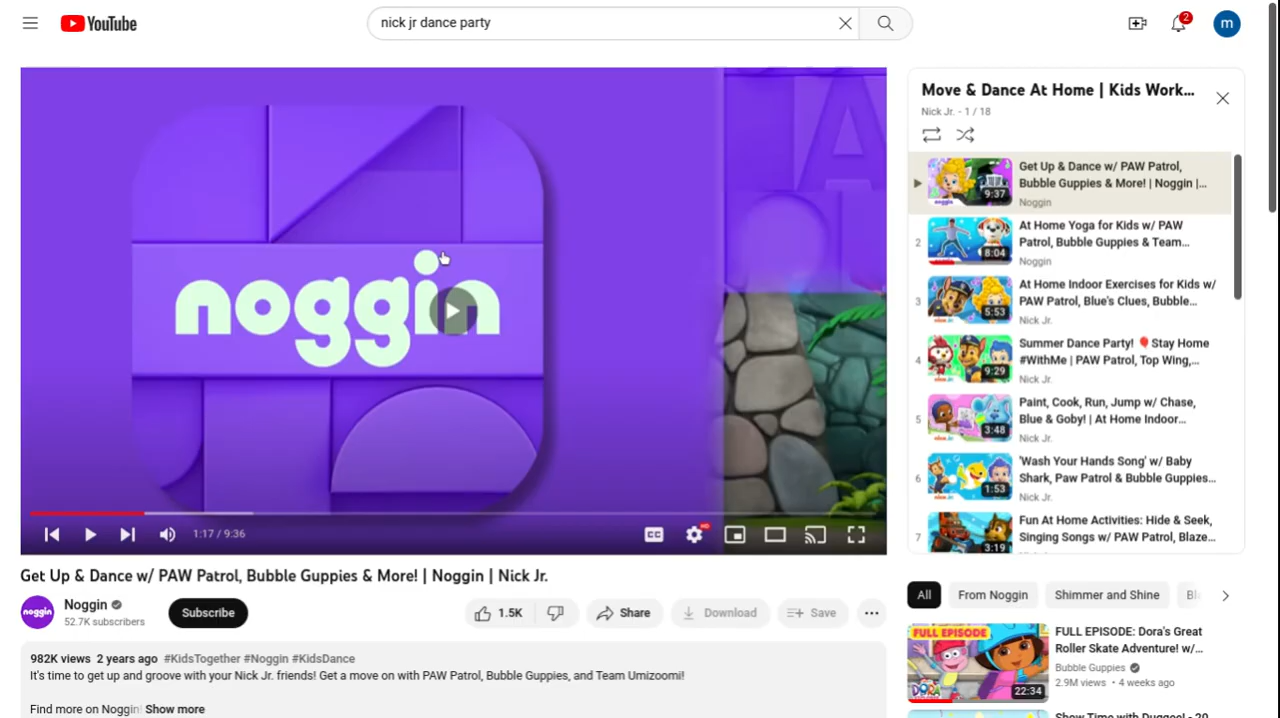 YouTube
nick jr dance party
2
m
noggin
1:17 / 9:36
CC
HD
Get Up & Dance w/ PAW Patrol, Bubble Guppies & More! | Noggin | Nick Jr.
noggin
Noggin
52.7K subscribers
Subscribe
1.5K
Share
Download
Save
982K views 2 years ago #KidsTogether #Noggin #KidsDance
It's time to get up and groove with your Nick Jr. friends! Get a move on with PAW Patrol, Bubble Guppies, and Team Umizoomi!
Find more on Noggin! Show more
Move & Dance At Home | Kids Work...
Nick Jr. - 1 / 18
9:37
Get Up & Dance w/ PAW Patrol,
Bubble Guppies & More! | Noggin |...
Noggin
2
8:04
At Home Yoga for Kids w/ PAW
Patrol, Bubble Guppies & Team...
Noggin
3
5:53
At Home Indoor Exercises for Kids w/
PAW Patrol, Blue's Clues, Bubble...
Nick Jr.
4
9:29
Summer Dance Party! 🎈Stay Home
#WithMe | PAW Patrol, Top Wing,...
Nick Jr.
5
3:48
Paint, Cook, Run, Jump w/ Chase,
Blue & Goby! | At Home Indoor...
Nick Jr.
6
1:53
'Wash Your Hands Song' w/ Baby
Shark, Paw Patrol & Bubble Guppies...
Nick Jr.
7
3:19
Fun At Home Activities: Hide & Seek,
Singing Songs w/ PAW Patrol, Blaze...
All
From Noggin
Shimmer and Shine
FULL EPISODE
DORA
22:34
FULL EPISODE: Dora's Great
Roller Skate Adventure! w/...
Bubble Guppies
2.9M views • 4 weeks ago
Show Time with Duggee! - 20